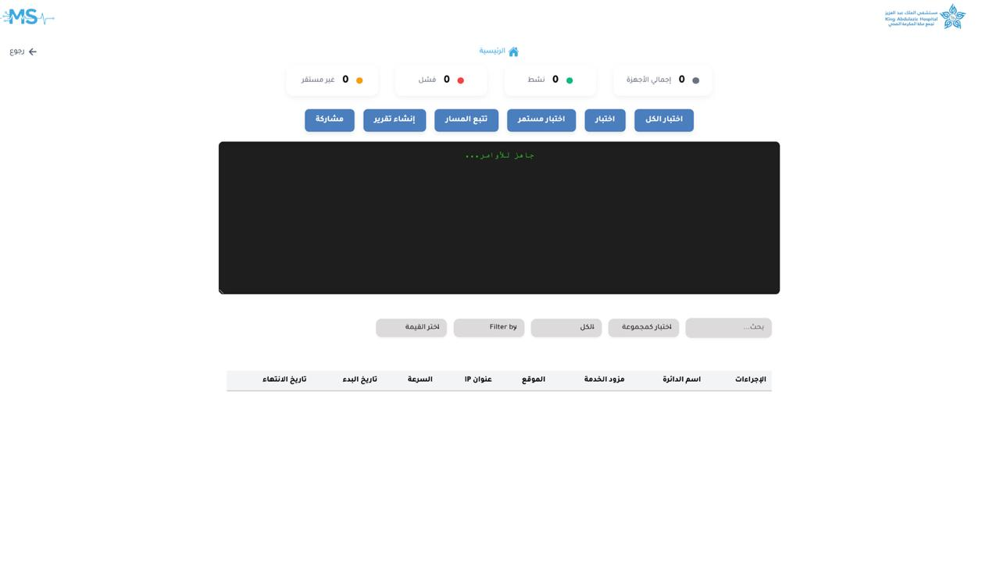 مستشفى الملك عبد العزيز
King Abdulaziz Hospital
تجمع مكة المكرمة الصحي
MS
الرئيسية
رجوع
إجمالي الأجهزة 0
نشط 0
فشل 0
غير مستقر 0
اختبار الكل
اختبار
اختبار مستمر
تتبع المسار
إنشاء تقرير
مشاركة
جاهز للأوامر...
بحث...
اختبار كمجموعة
الكل
Filter by
اختر القيمة
الإجراءات اسم الدائرة مزود الخدمة الموقع عنوان IP السرعة تاريخ البدء تاريخ الانتهاء